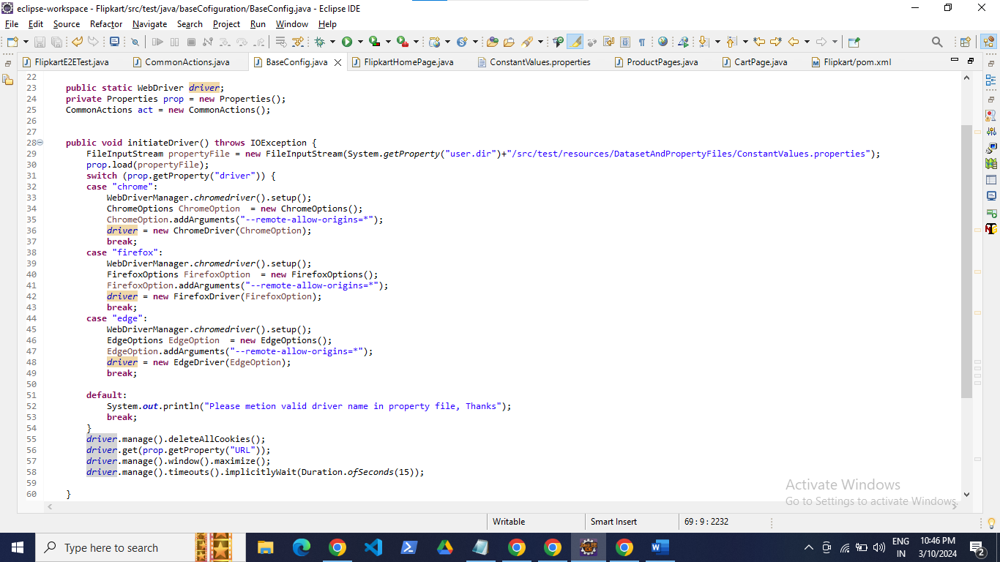 eclipse-workspace - Flipkart/src/test/java/baseCofiguration/BaseConfig.java - Eclipse IDE
File Edit Source Refactor Navigate Search Project Run Window Help
FlipkartE2ETest.java CommonActions.java BaseConfig.java FlipkartHomePage.java ConstantValues.properties ProductPages.java CartPage.java Flipkart/pom.xml
22
23 public static WebDriver driver;
24 private Properties prop = new Properties();
25 CommonActions act = new CommonActions();
26
27
28 public void initiateDriver() throws IOException {
29 FileInputStream propertyFile = new FileInputStream(System.getProperty("user.dir")+"/src/test/resources/DatasetAndPropertyFiles/ConstantValues.properties");
30 prop.load(propertyFile);
31 switch (prop.getProperty("driver")) {
32 case "chrome":
33 WebDriverManager.chromedriver().setup();
34 ChromeOptions ChromeOption  = new ChromeOptions();
35 ChromeOption.addArguments("--remote-allow-origins=*");
36 driver = new ChromeDriver(ChromeOption);
37 break;
38 case "firefox":
39 WebDriverManager.chromedriver().setup();
40 FirefoxOptions FirefoxOption  = new FirefoxOptions();
41 FirefoxOption.addArguments("--remote-allow-origins=*");
42 driver = new FirefoxDriver(FirefoxOption);
43 break;
44 case "edge":
45 WebDriverManager.chromedriver().setup();
46 EdgeOptions EdgeOption  = new EdgeOptions();
47 EdgeOption.addArguments("--remote-allow-origins=*");
48 driver = new EdgeDriver(EdgeOption);
49 break;
50
51 default:
52 System.out.println("Please metion valid driver name in property file, Thanks");
53 break;
54 }
55 driver.manage().deleteAllCookies();
56 driver.get(prop.getProperty("URL"));
57 driver.manage().window().maximize();
58 driver.manage().timeouts().implicitlyWait(Duration.ofSeconds(15));
59
60 }
Activate Windows
Go to Settings to activate Windows.
Writable Smart Insert 69 : 9 : 2232
Type here to search
ENG 10:46 PM
IN 3/10/2024
2